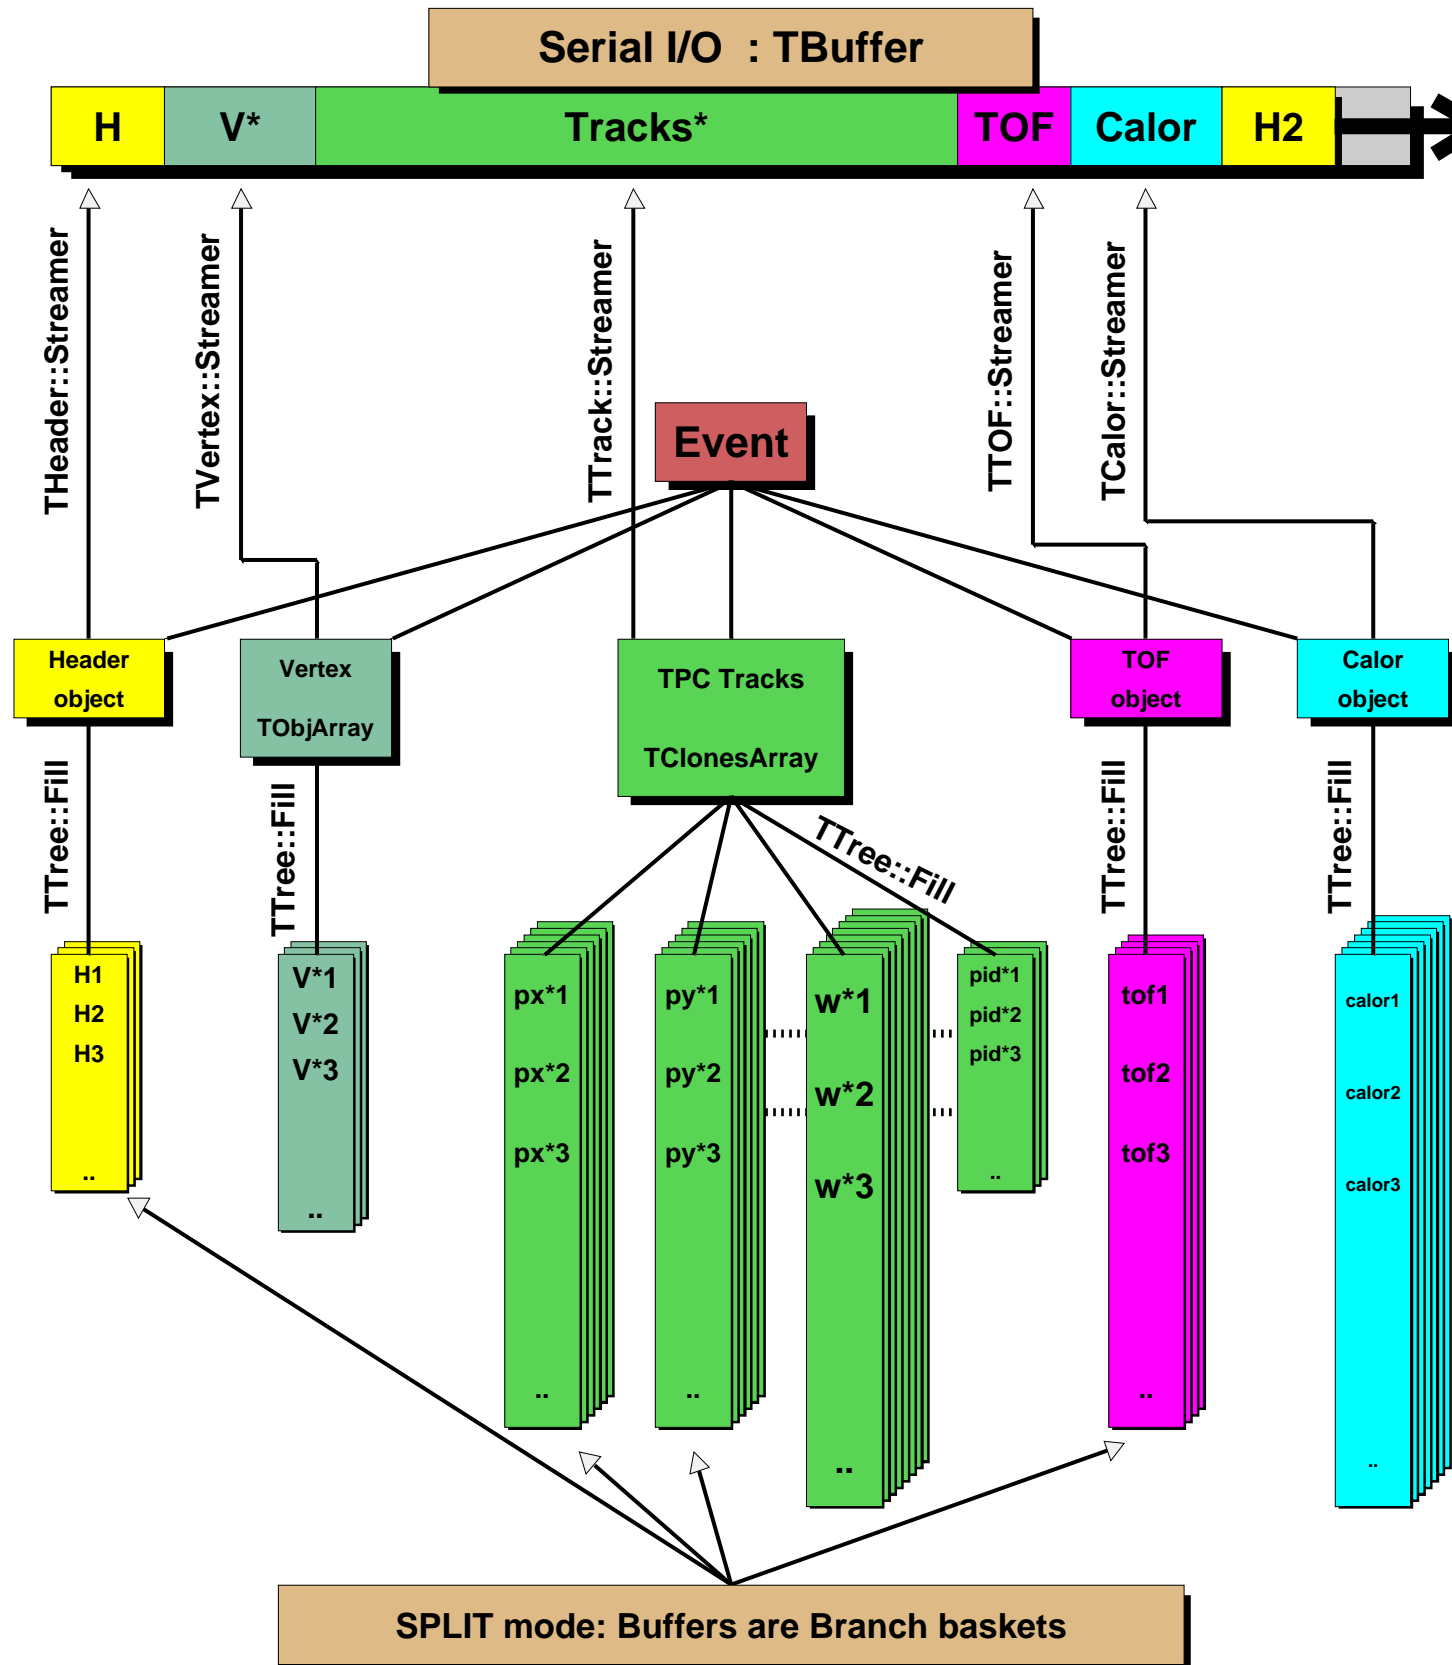 Serial I/O : TBuffer
H
V*
Tracks*
TOF
Calor
H2
THeader::Streamer
TVertex::Streamer
TTrack::Streamer
TTOF::Streamer
TCalor::Streamer
Event
Header
object
Vertex
TObjArray
TPC Tracks
TClonesArray
TOF
object
Calor
object
TTree::Fill
TTree::Fill
TTree::Fill
TTree::Fill
TTree::Fill
H1
H2
H3
..
V*1
V*2
V*3
..
px*1
px*2
px*3
..
py*1
py*2
py*3
..
w*1
w*2
w*3
..
pid*1
pid*2
pid*3
..
tof1
tof2
tof3
..
calor1
calor2
calor3
..
SPLIT mode: Buffers are Branch baskets